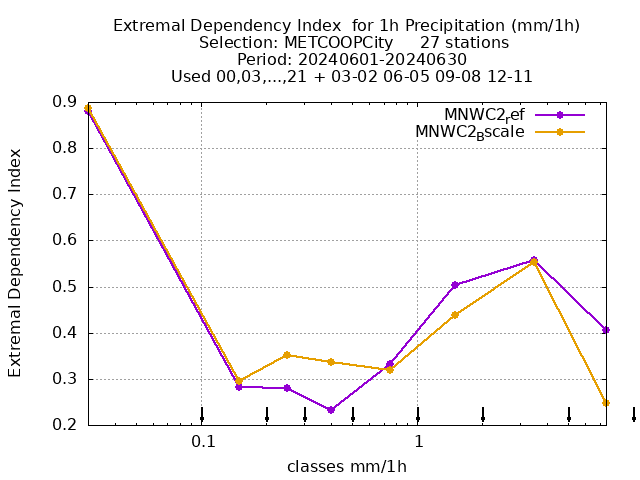 Extremal Dependency Index  for 1h Precipitation (mm/1h)
Selection: METCOOPCity     27 stations
Period: 20240601-20240630
Used 00,03,...,21 + 03-02 06-05 09-08 12-11
MNWC2_ref
MNWC2_Bscale
0.9
0.8
0.7
0.6
0.5
0.4
0.3
0.2
Extremal Dependency Index
0.1 1
classes mm/1h